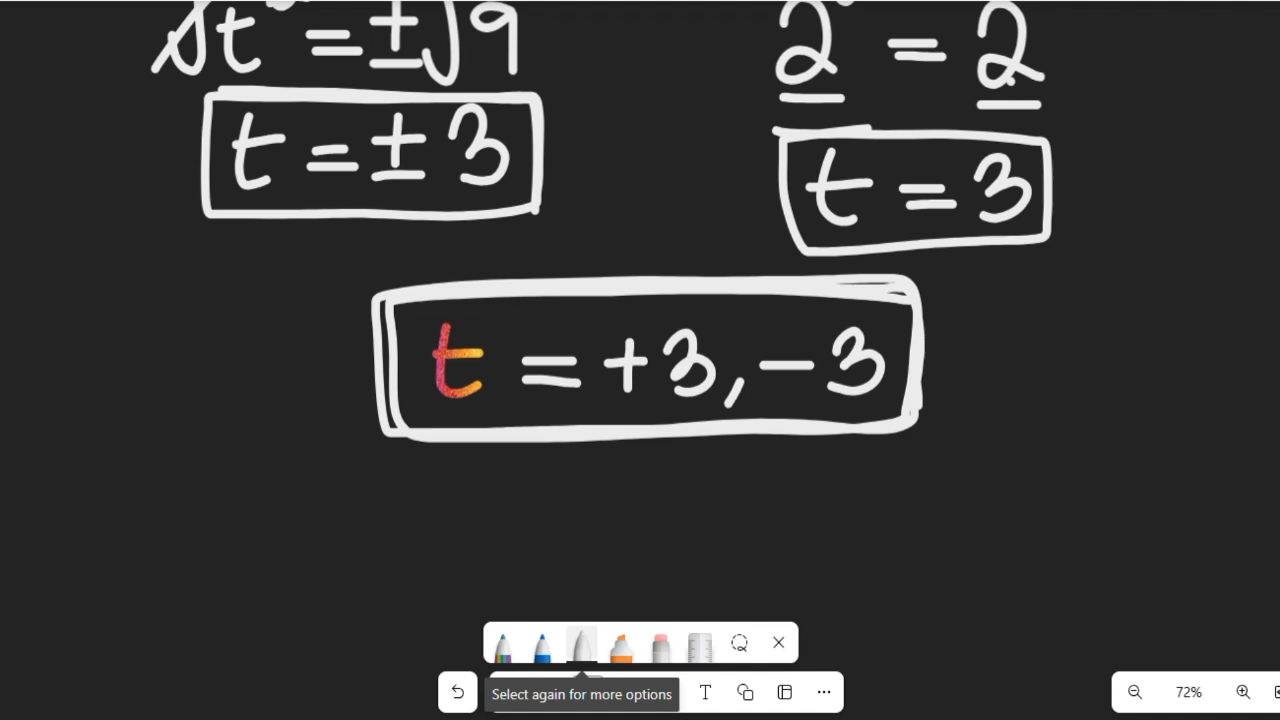 √t² = ±√9
t = ± 3
2 = 2
t = 3
t = +3, -3
Select again for more options
T
72%